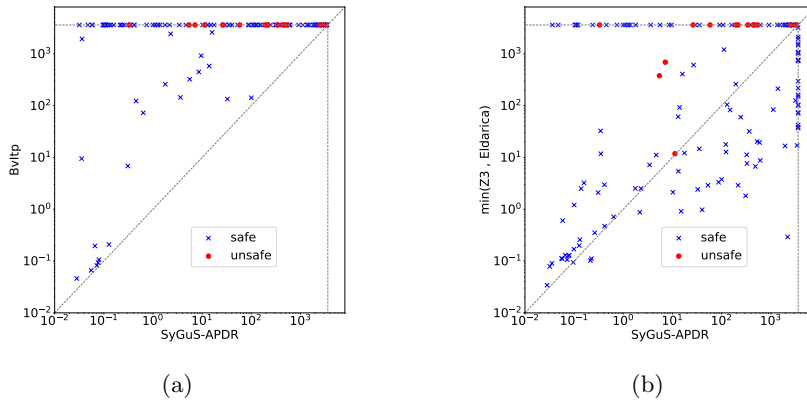 10³
10²
10¹
10⁰
10⁻¹
10⁻²
Bvltp
safe
unsafe
10⁻² 10⁻¹ 10⁰ 10¹ 10² 10³
SyGuS-APDR
(a)
10³
10²
10¹
10⁰
10⁻¹
10⁻²
min(Z3 , Eldarica)
safe
unsafe
10⁻² 10⁻¹ 10⁰ 10¹ 10² 10³
SyGuS-APDR
(b)